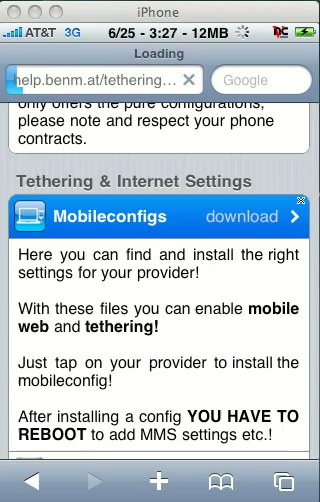 iPhone
AT&T 3G 6/25 - 3:27 - 12MB
Loading
help.benm.at/tethering... Google
only offers the pure configurations,
please note and respect your phone
contracts.
Tethering & Internet Settings
Mobileconfigs download
Here you can find and install the right
settings for your provider!
With these files you can enable mobile
web and tethering!
Just tap on your provider to install the
mobileconfig!
After installing a config YOU HAVE TO
REBOOT to add MMS settings etc.!